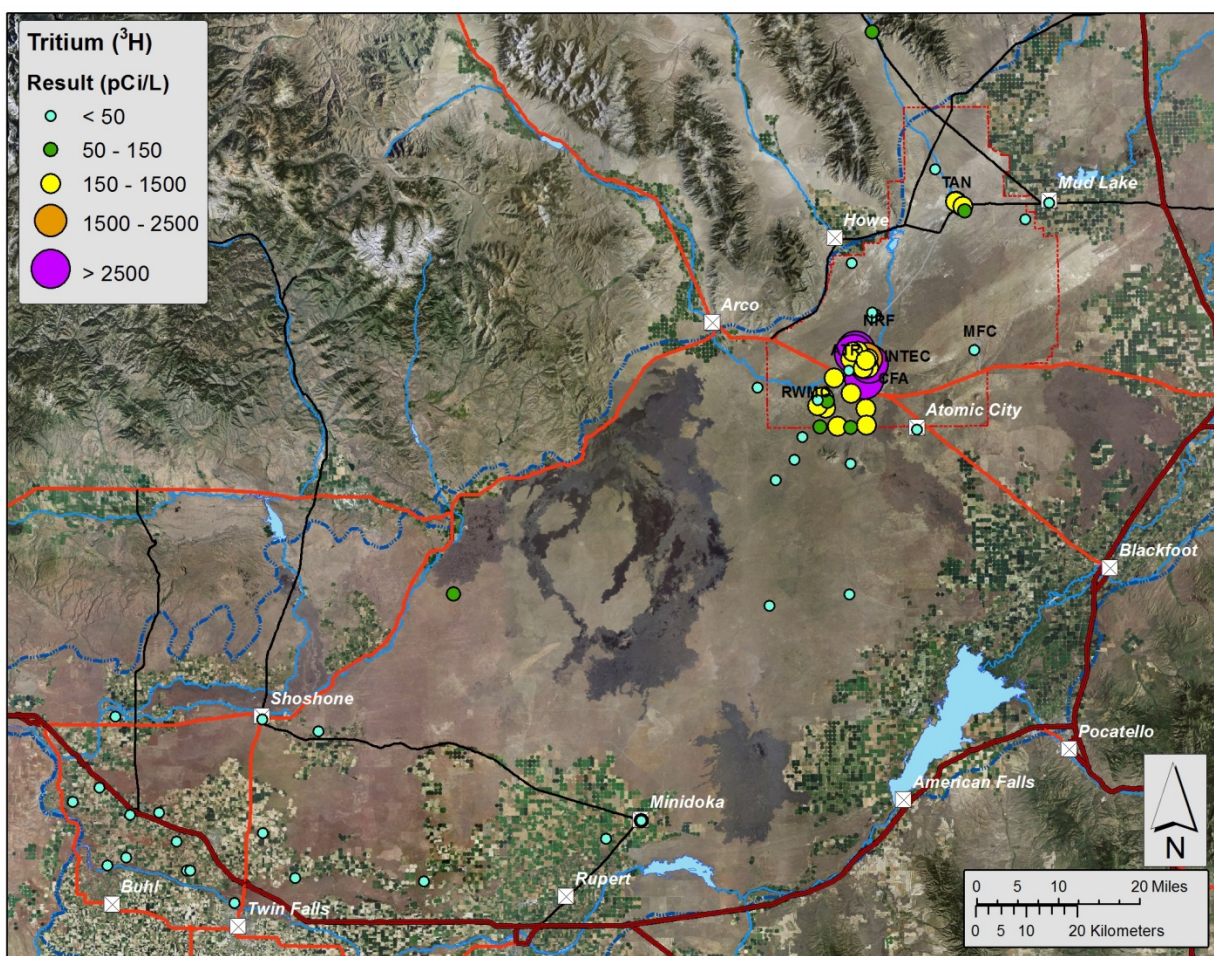 Tritium (³H)
Result (pCi/L)
< 50
50 - 150
150 - 1500
1500 - 2500
> 2500
TAN
Mud Lake
Howe
Arco
NRF
MFC
INTEC
CFA
Atomic City
Blackfoot
Shoshone
Pocatello
American Falls
Minidoka
N
Rupert
Buhl
Twin Falls
0 5 10 20 Miles
0 5 10 20 Kilometers